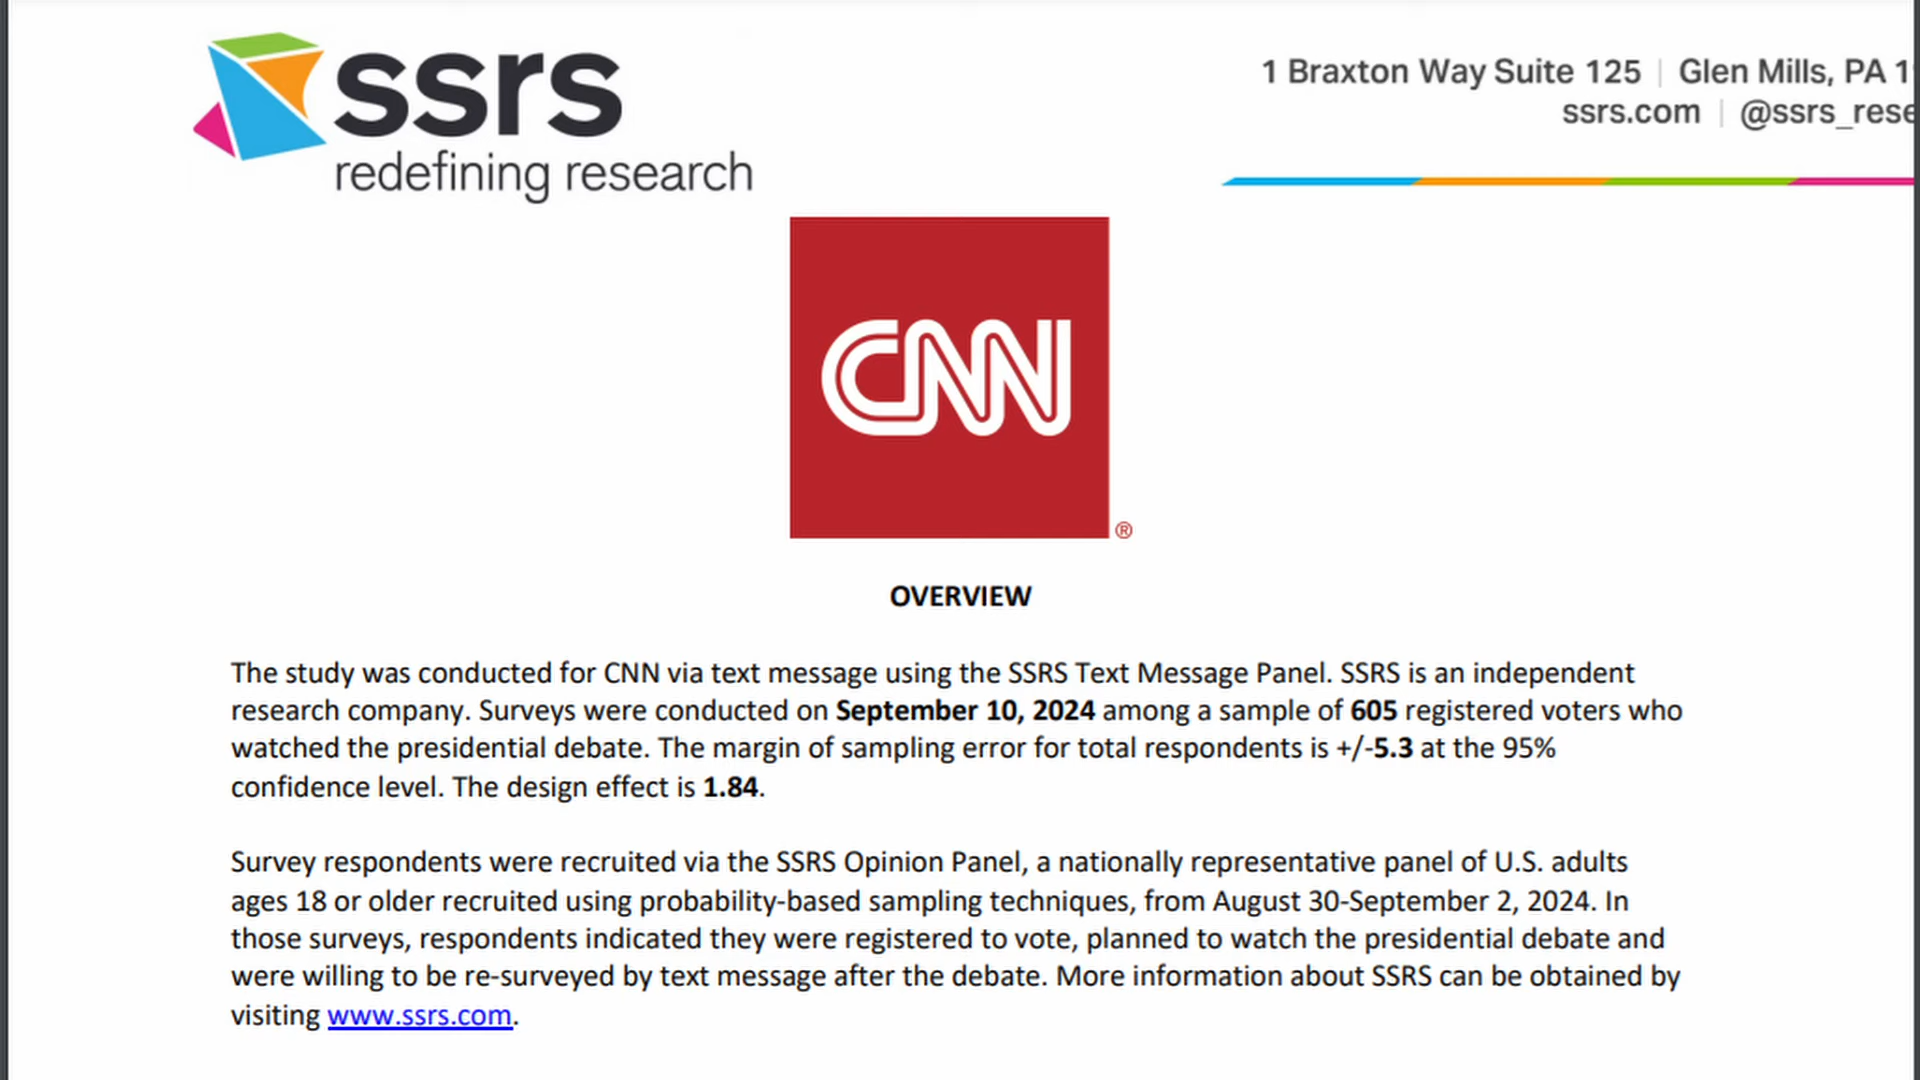 ssrs
redefining research
1 Braxton Way Suite 125 | Glen Mills, PA
ssrs.com |
CNN
®
OVERVIEW
The study was conducted for CNN via text message using the SSRS Text Message Panel. SSRS is an independent
research company. Surveys were conducted on September 10, 2024 among a sample of 605 registered voters who
watched the presidential debate. The margin of sampling error for total respondents is +/-5.3 at the 95%
confidence level. The design effect is 1.84.
Survey respondents were recruited via the SSRS Opinion Panel, a nationally representative panel of U.S. adults
ages 18 or older recruited using probability-based sampling techniques, from August 30-September 2, 2024. In
those surveys, respondents indicated they were registered to vote, planned to watch the presidential debate and
were willing to be re-surveyed by text message after the debate. More information about SSRS can be obtained by
visiting www.ssrs.com.